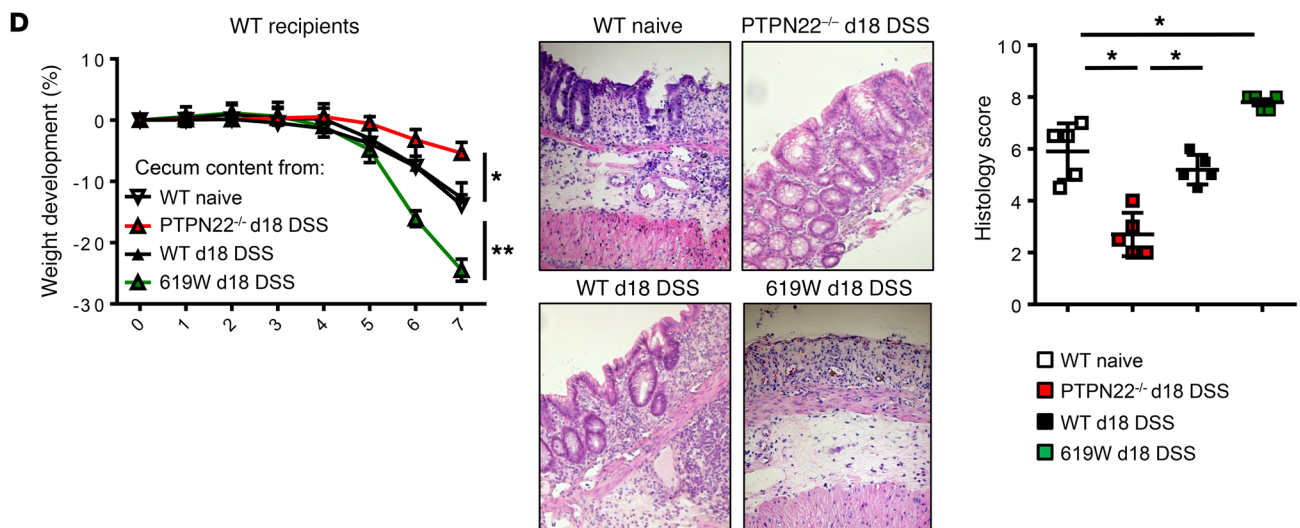 D
WT recipients
Weight development (%)
10
0
-10
-20
-30
0 1 2 3 4 5 6 7
Cecum content from:
WT naive
PTPN22-/- d18 DSS
WT d18 DSS
619W d18 DSS
*
**
WT naive
PTPN22–/– d18 DSS
WT d18 DSS
619W d18 DSS
Histology score
10
8
6
4
2
0
*
* *
WT naive
PTPN22-/- d18 DSS
WT d18 DSS
619W d18 DSS